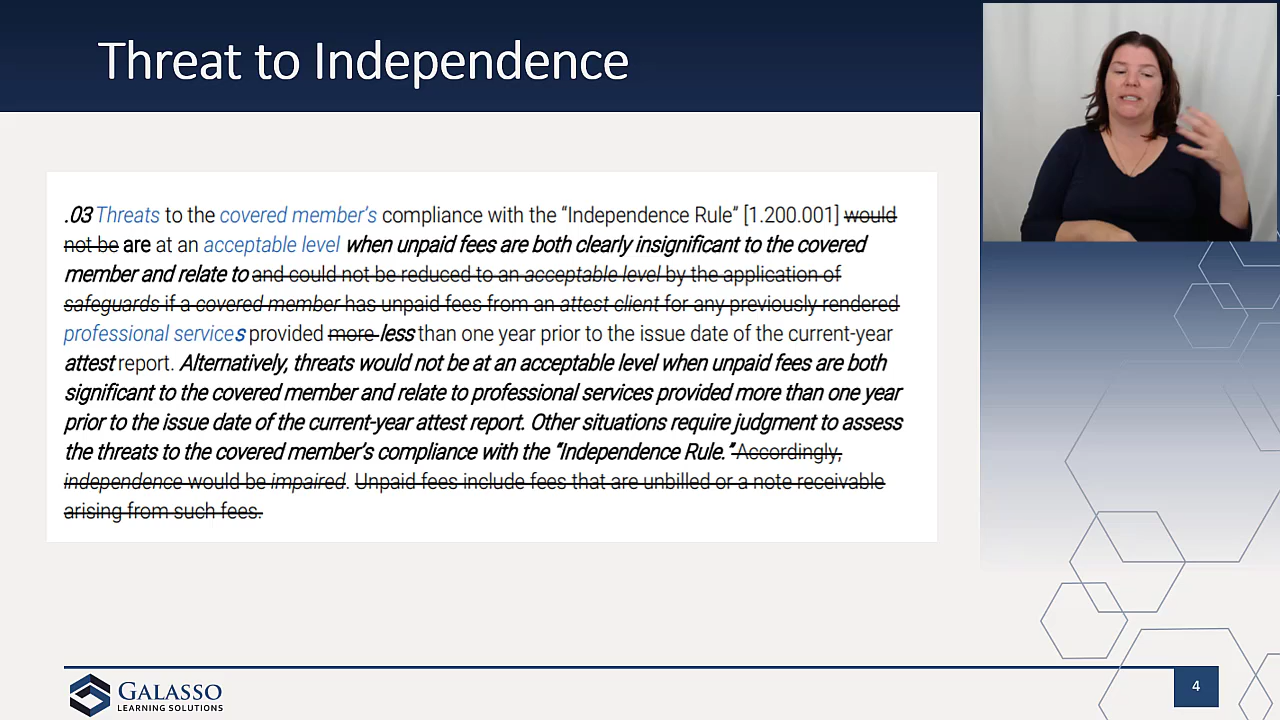 Threat to Independence
.03 Threats to the covered member's compliance with the “Independence Rule” [1.200.001] would
not be are at an acceptable level when unpaid fees are both clearly insignificant to the covered
member and relate to and could not be reduced to an acceptable level by the application of
safeguards if a covered member has unpaid fees from an attest client for any previously rendered
professional services provided more less than one year prior to the issue date of the current-year
attest report. Alternatively, threats would not be at an acceptable level when unpaid fees are both
significant to the covered member and relate to professional services provided more than one year
prior to the issue date of the current-year attest report. Other situations require judgment to assess
the threats to the covered member's compliance with the “Independence Rule.” Accordingly,
independence would be impaired. Unpaid fees include fees that are unbilled or a note receivable
arising from such fees.
GALASSO
LEARNING SOLUTIONS
4